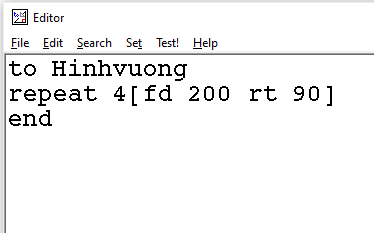 Editor
File Edit Search Set Test! Help
to Hinhvuong
repeat 4[fd 200 rt 90]
end